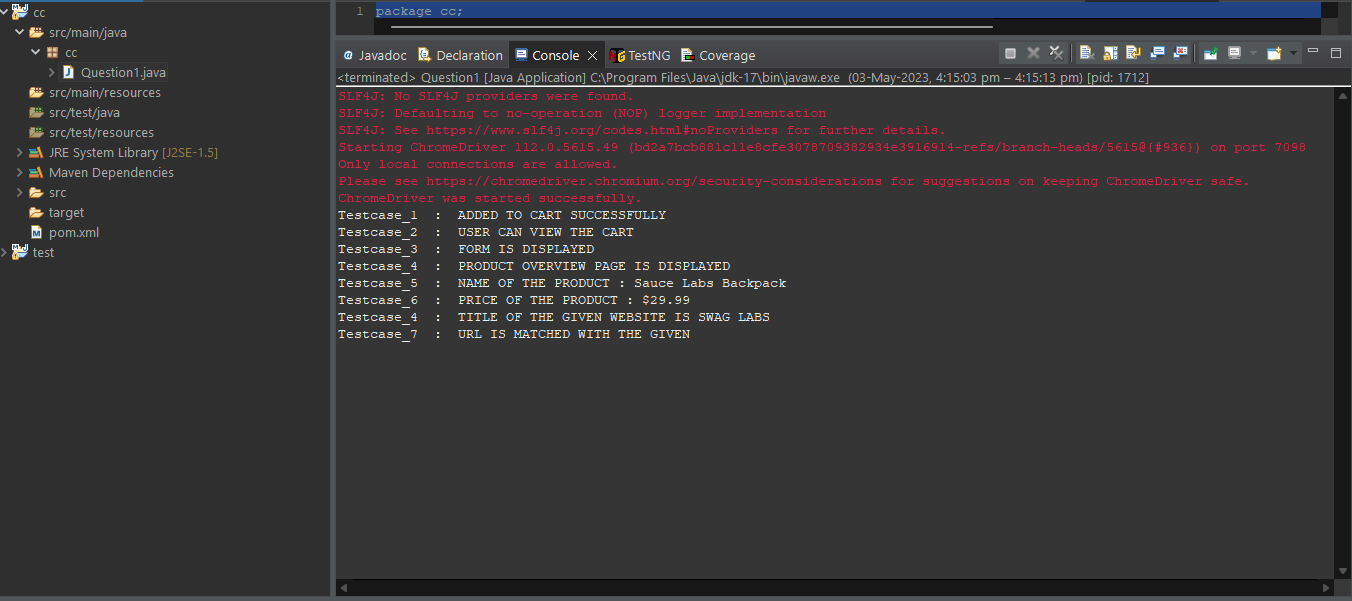 cc
src/main/java
cc
Question1.java
src/main/resources
src/test/java
src/test/resources
JRE System Library [J2SE-1.5]
Maven Dependencies
src
target
pom.xml
test
1 package cc;
@ Javadoc Declaration Console TestNG Coverage
<terminated> Question1 [Java Application] C:\Program Files\Java\jdk-17\bin\javaw.exe (03-May-2023, 4:15:03 pm – 4:15:13 pm) [pid: 1712]
SLF4J: No SLF4J providers were found.
SLF4J: Defaulting to no-operation (NOP) logger implementation
SLF4J: See https://www.slf4j.org/codes.html#noProviders for further details.
Starting ChromeDriver 112.0.5615.49 (bd2a7bcb881c11e8cfe3078709382934e3916914-refs/branch-heads/5615@{#936}) on port 7098
Only local connections are allowed.
Please see https://chromedriver.chromium.org/security-considerations for suggestions on keeping ChromeDriver safe.
ChromeDriver was started successfully.
Testcase_1 : ADDED TO CART SUCCESSFULLY
Testcase_2 : USER CAN VIEW THE CART
Testcase_3 : FORM IS DISPLAYED
Testcase_4 : PRODUCT OVERVIEW PAGE IS DISPLAYED
Testcase_5 : NAME OF THE PRODUCT : Sauce Labs Backpack
Testcase_6 : PRICE OF THE PRODUCT : $29.99
Testcase_4 : TITLE OF THE GIVEN WEBSITE IS SWAG LABS
Testcase_7 : URL IS MATCHED WITH THE GIVEN